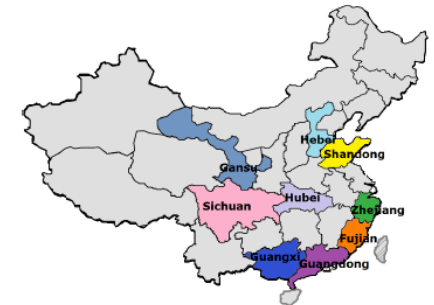 Hebei
Shandong
Gansu
Sichuan
Hubei
Zhejiang
Fujian
Guangxi
Guangdong